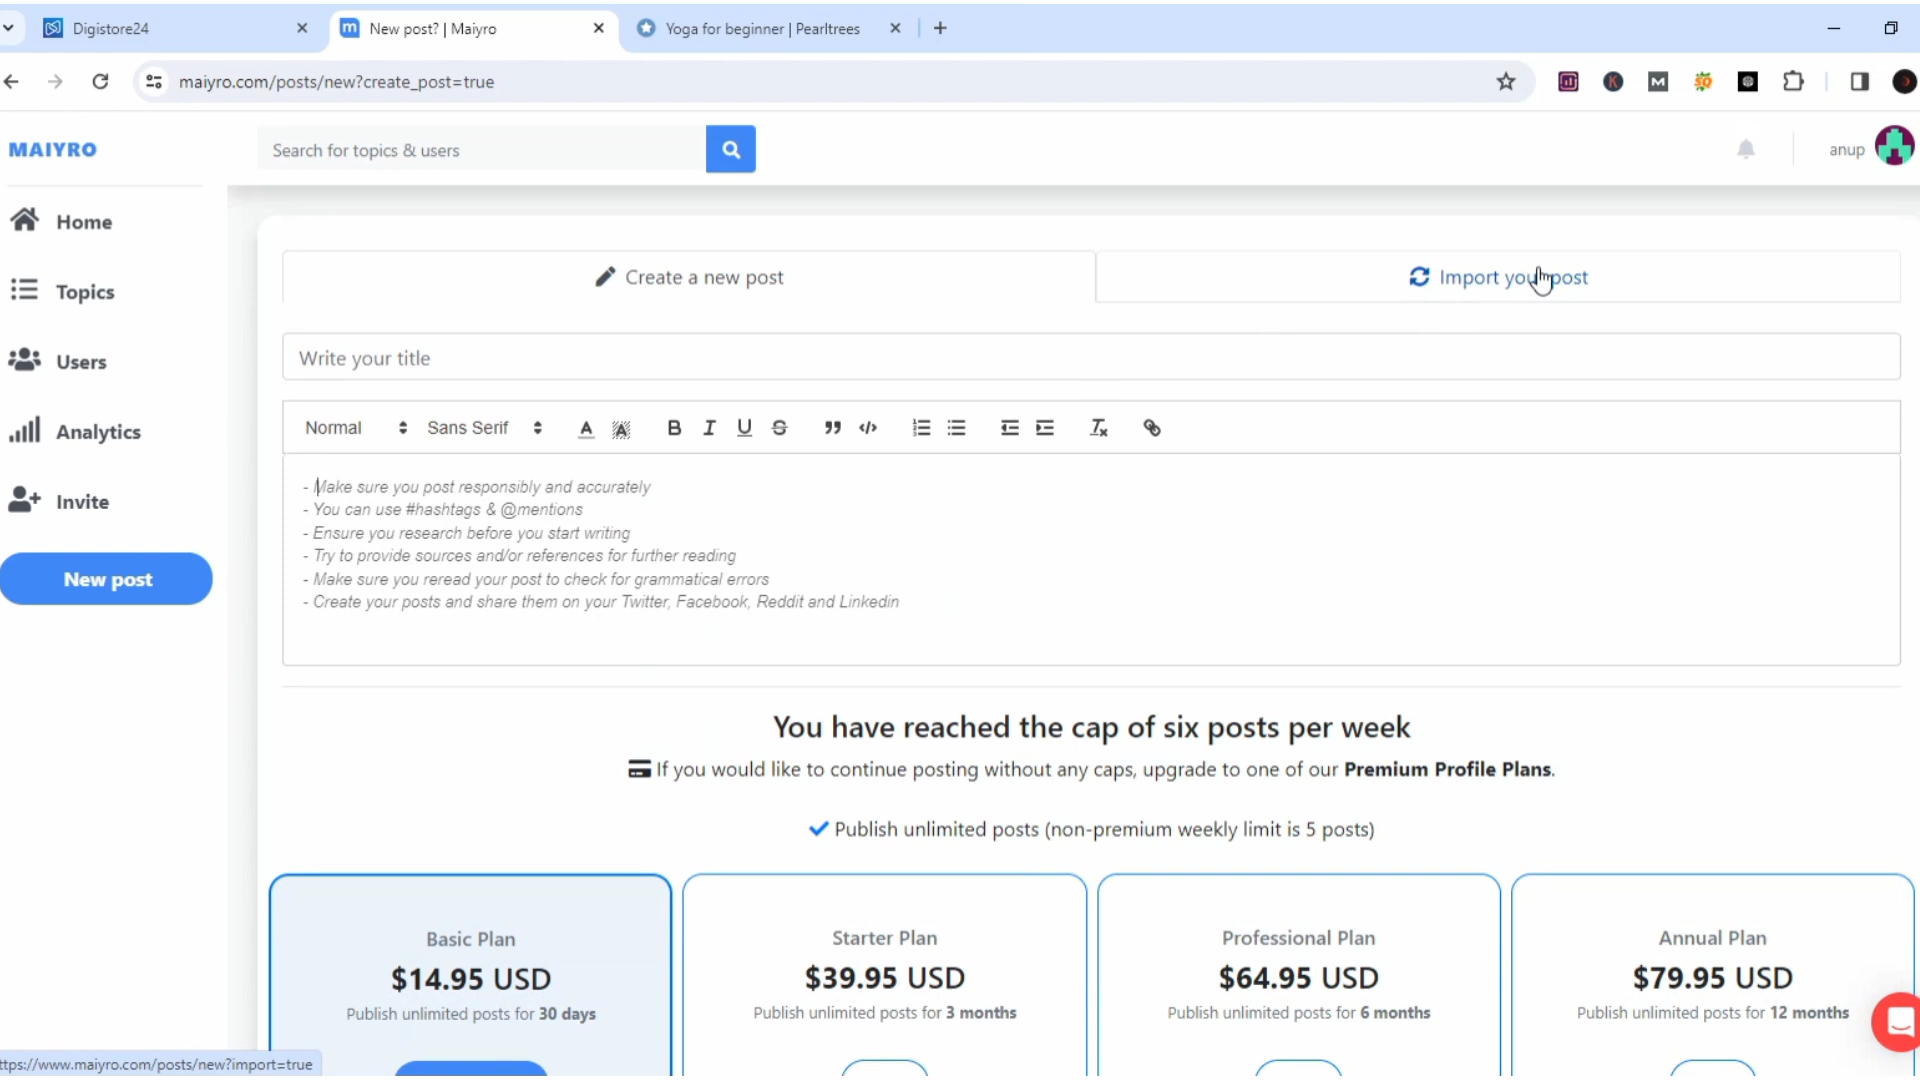 Digistore24
New post? | Maiyro
Yoga for beginner | Pearltrees
maiyro.com/posts/new?create_post=true
MAIYRO
Search for topics & users
anup
Home
Topics
Users
Analytics
Invite
New post
Create a new post
Import your post
Write your title
Normal
Sans Serif
- Make sure you post responsibly and accurately
- You can use #hashtags & @mentions
- Ensure you research before you start writing
- Try to provide sources and/or references for further reading
- Make sure you reread your post to check for grammatical errors
- Create your posts and share them on your Twitter, Facebook, Reddit and Linkedin
You have reached the cap of six posts per week
If you would like to continue posting without any caps, upgrade to one of our Premium Profile Plans.
Publish unlimited posts (non-premium weekly limit is 5 posts)
Basic Plan
$14.95 USD
Publish unlimited posts for 30 days
Starter Plan
$39.95 USD
Publish unlimited posts for 3 months
Professional Plan
$64.95 USD
Publish unlimited posts for 6 months
Annual Plan
$79.95 USD
Publish unlimited posts for 12 months
ttps://www.maiyro.com/posts/new?import=true